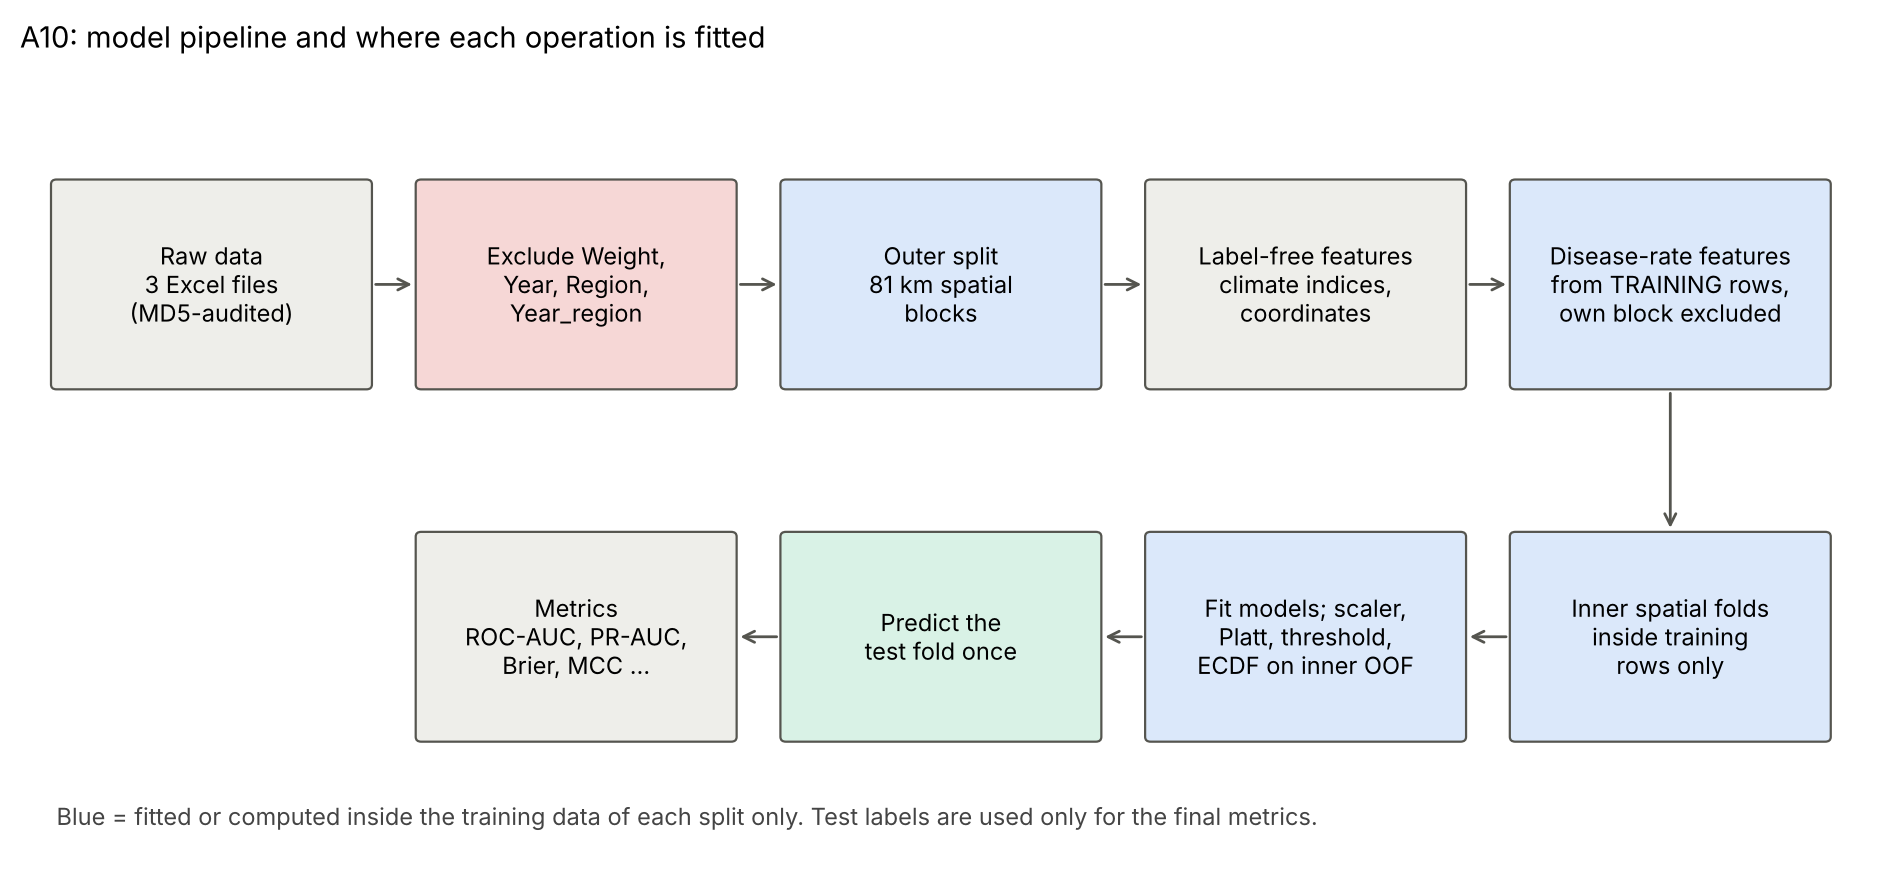 A10: model pipeline and where each operation is fitted
Raw data
3 Excel files
(MD5-audited)
Exclude Weight,
Year, Region,
Year_region
Outer split
81 km spatial
blocks
Label-free features
climate indices,
coordinates
Disease-rate features
from TRAINING rows,
own block excluded
Metrics
ROC-AUC, PR-AUC,
Brier, MCC ...
Predict the
test fold once
Fit models; scaler,
Platt, threshold,
ECDF on inner OOF
Inner spatial folds
inside training
rows only
Blue = fitted or computed inside the training data of each split only. Test labels are used only for the final metrics.